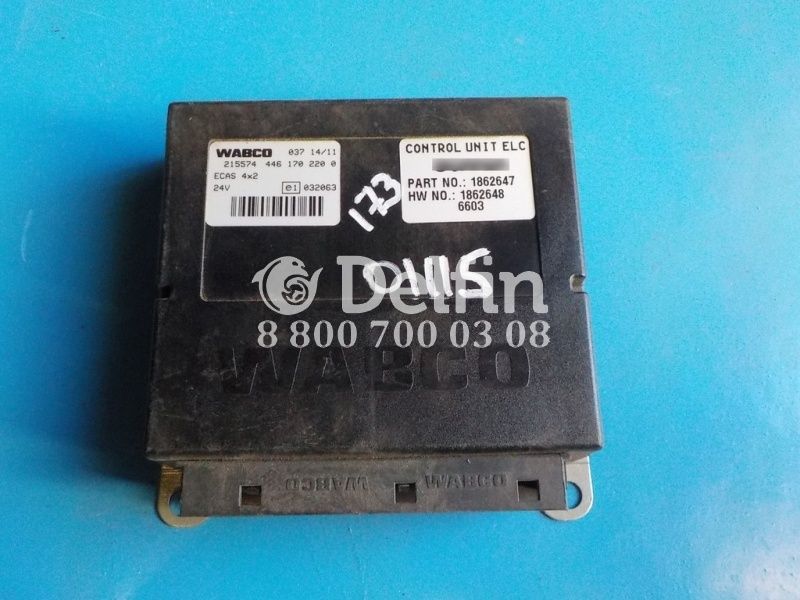 WABCO 037 14/11
215574 446 170 220 0
ECAS 4x2
24V e1 032063
CONTROL UNIT ELC
PART NO.: 1862647
HW NO.: 1862648
6603
173
0111S
Delfin
8 800 700 03 08
WABCO
WABCO WABCO